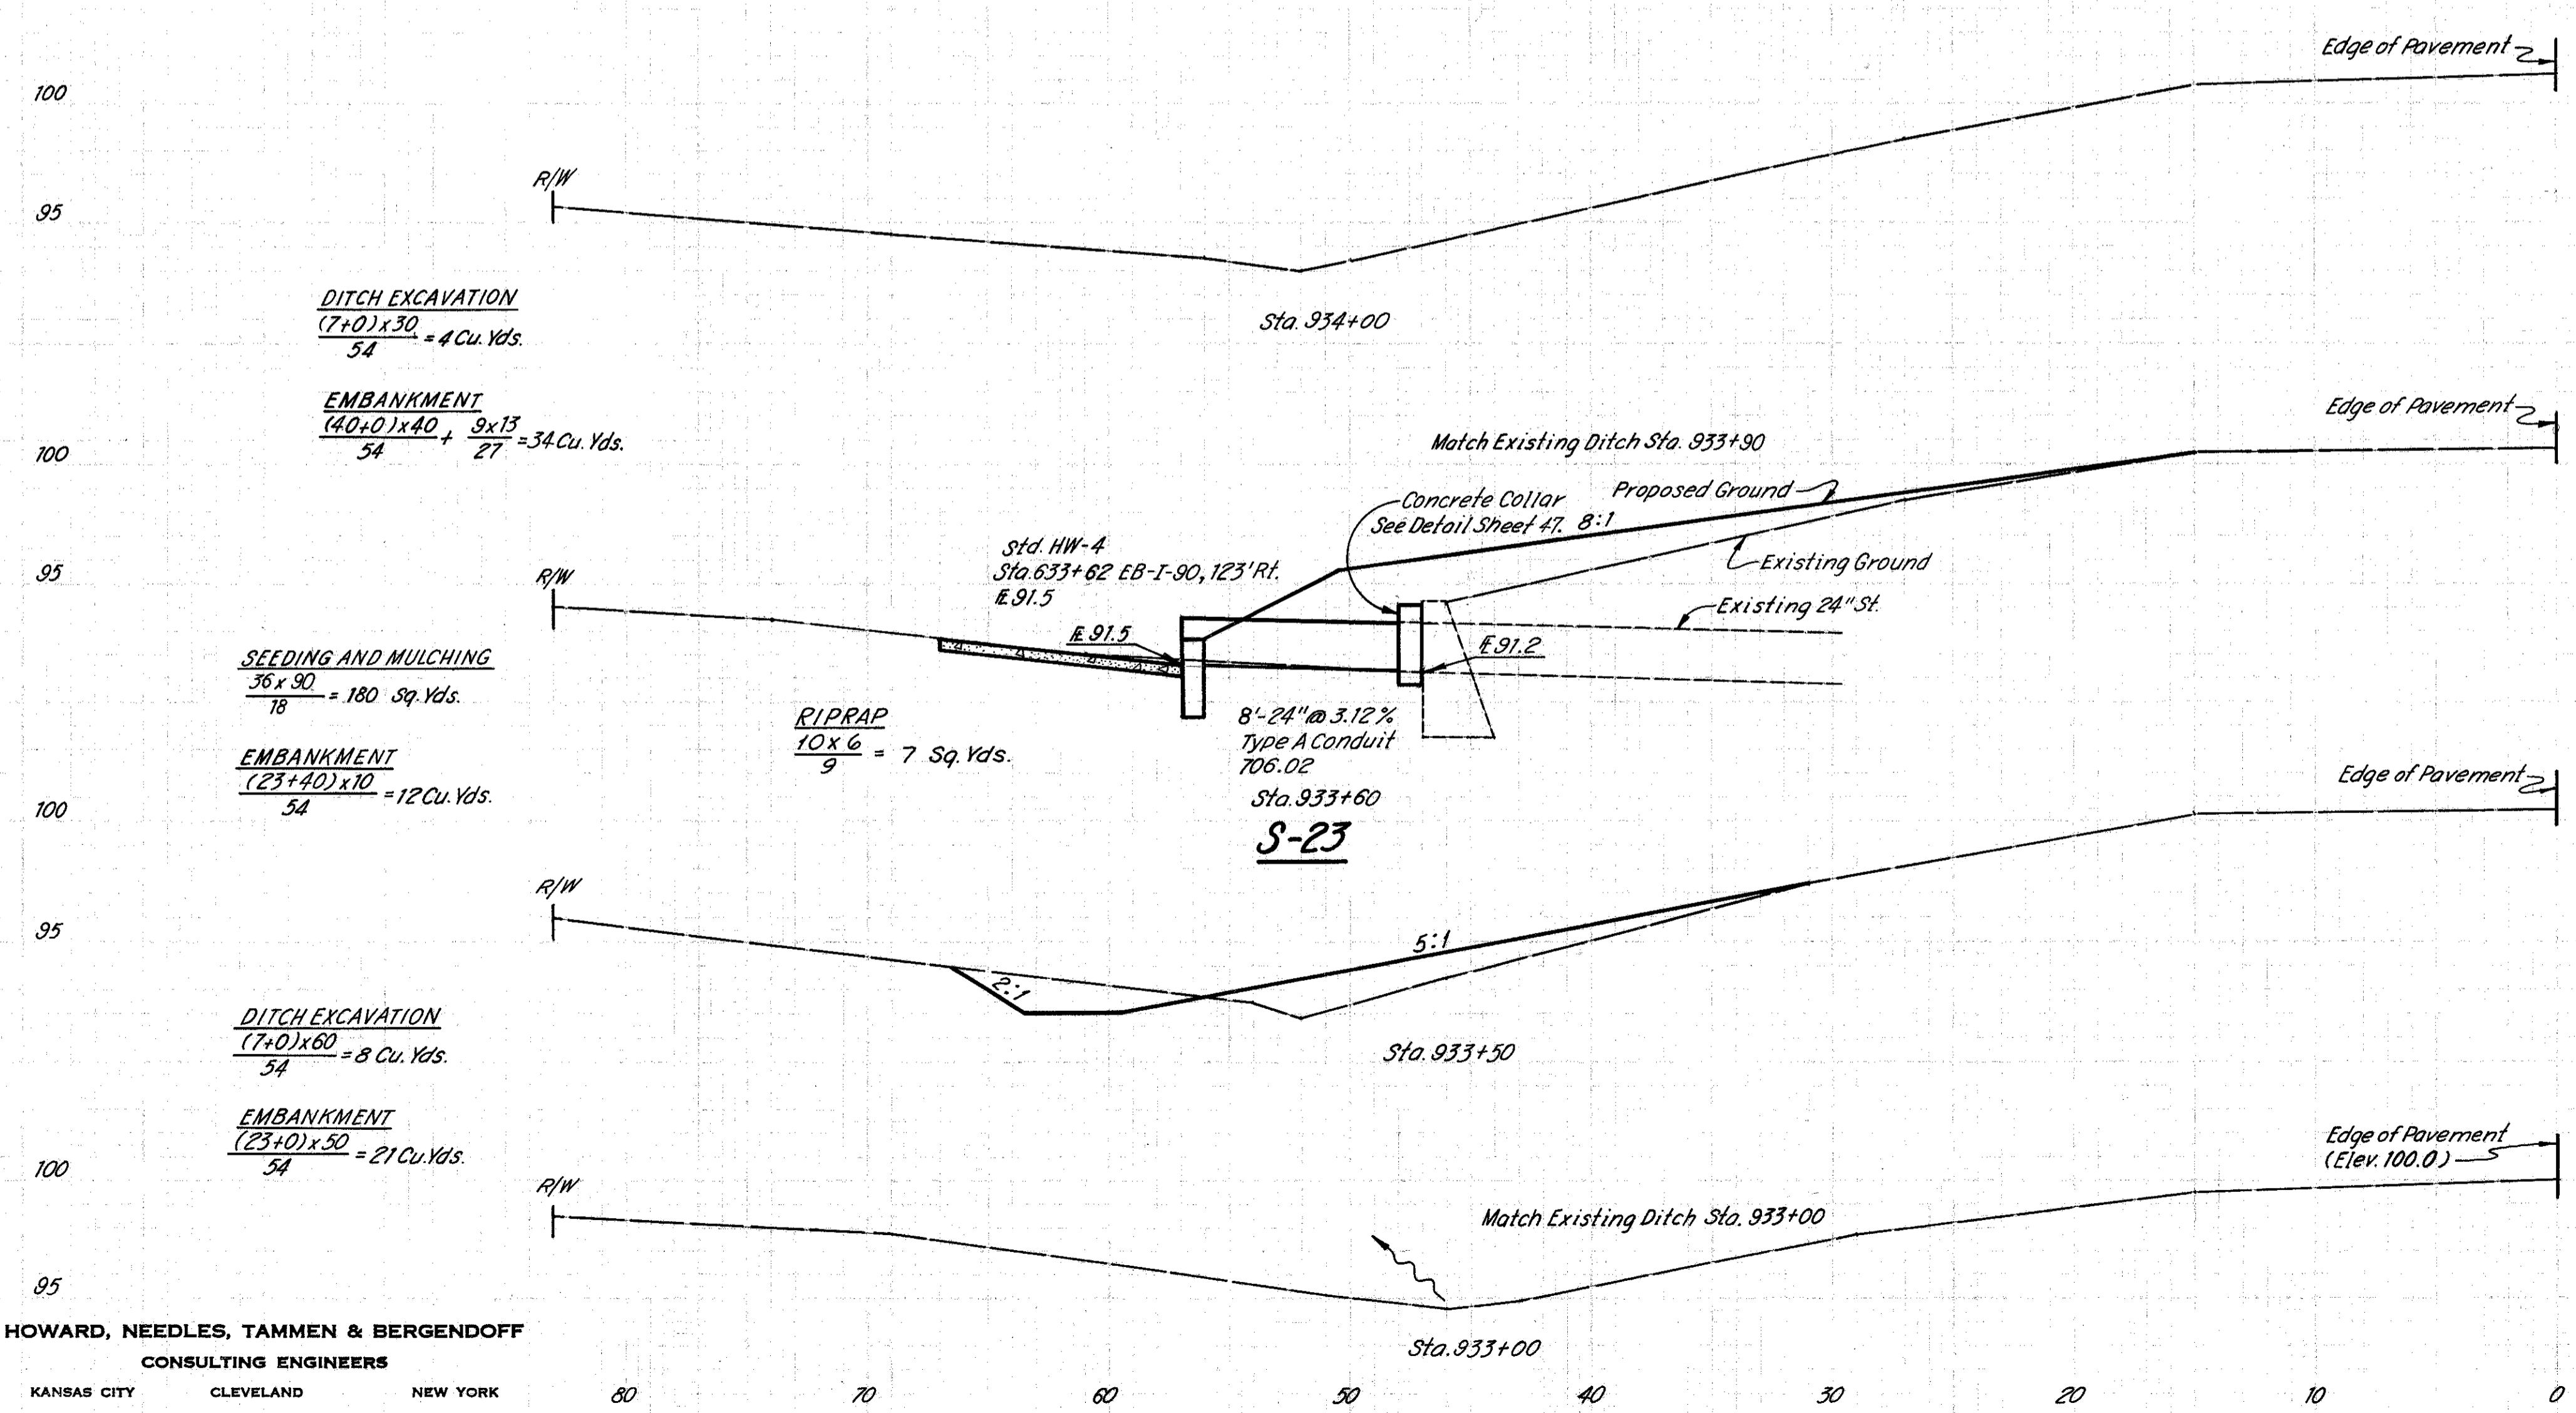 Edge of Pavement
100
R/W
95
DITCH EXCAVATION
(7+0)x30
54
= 4 Cu. Yds.
Sta. 934+00
EMBANKMENT
(40+0)x40
54
+
9x13
27
= 34 Cu. Yds.
Edge of Pavement
Match Existing Ditch Sta. 933+90
100
Concrete Collar
See Detail Sheet 47.
Proposed Ground
8:1
Std. HW-4
Sta. 633+62 EB-I-90, 123' Rt.
FL 91.5
95
R/W
Existing Ground
Existing 24" St.
FL 91.5
FL 91.2
SEEDING AND MULCHING
36 x 90
18
= 180 Sq. Yds.
RIPRAP
10 x 6
9
= 7 Sq. Yds.
8'-24" @ 3.12%
Type A Conduit
706.02
Sta. 933+60
S-23
EMBANKMENT
(23+40)x10
54
= 12 Cu. Yds.
Edge of Pavement
100
R/W
95
5:1
2:1
DITCH EXCAVATION
(7+0)x60
54
= 8 Cu. Yds.
Sta. 933+50
EMBANKMENT
(23+0)x50
54
= 21 Cu. Yds.
Edge of Pavement
(Elev. 100.0)
100
R/W
Match Existing Ditch Sta. 933+00
95
Sta. 933+00
HOWARD, NEEDLES, TAMMEN & BERGENDOFF
CONSULTING ENGINEERS
KANSAS CITY CLEVELAND NEW YORK
80 70 60 50 40 30 20 10 0